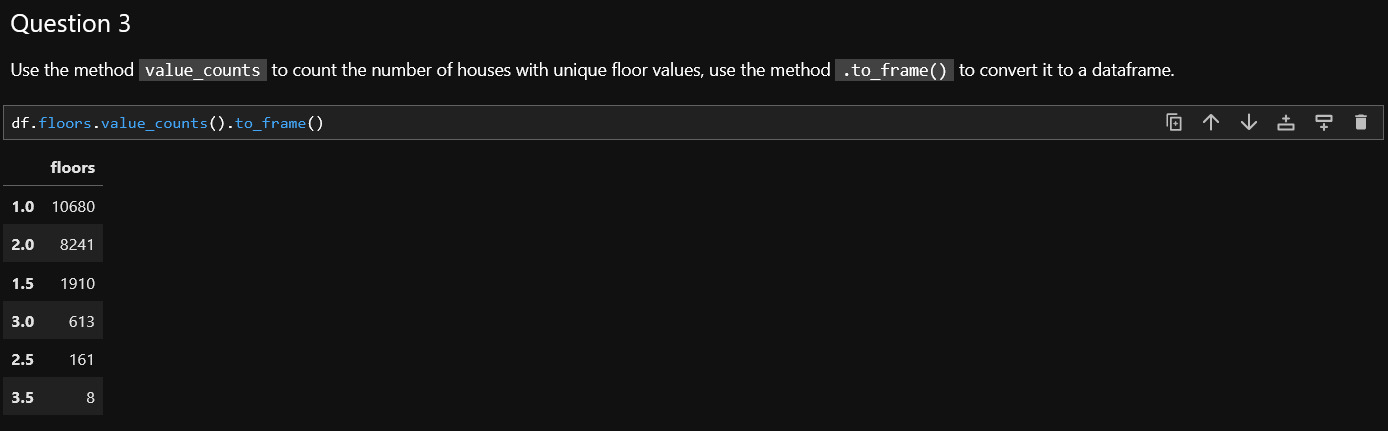 Question 3
Use the method value_counts to count the number of houses with unique floor values, use the method .to_frame() to convert it to a dataframe.
df.floors.value_counts().to_frame()
floors
1.0 10680
2.0 8241
1.5 1910
3.0 613
2.5 161
3.5 8